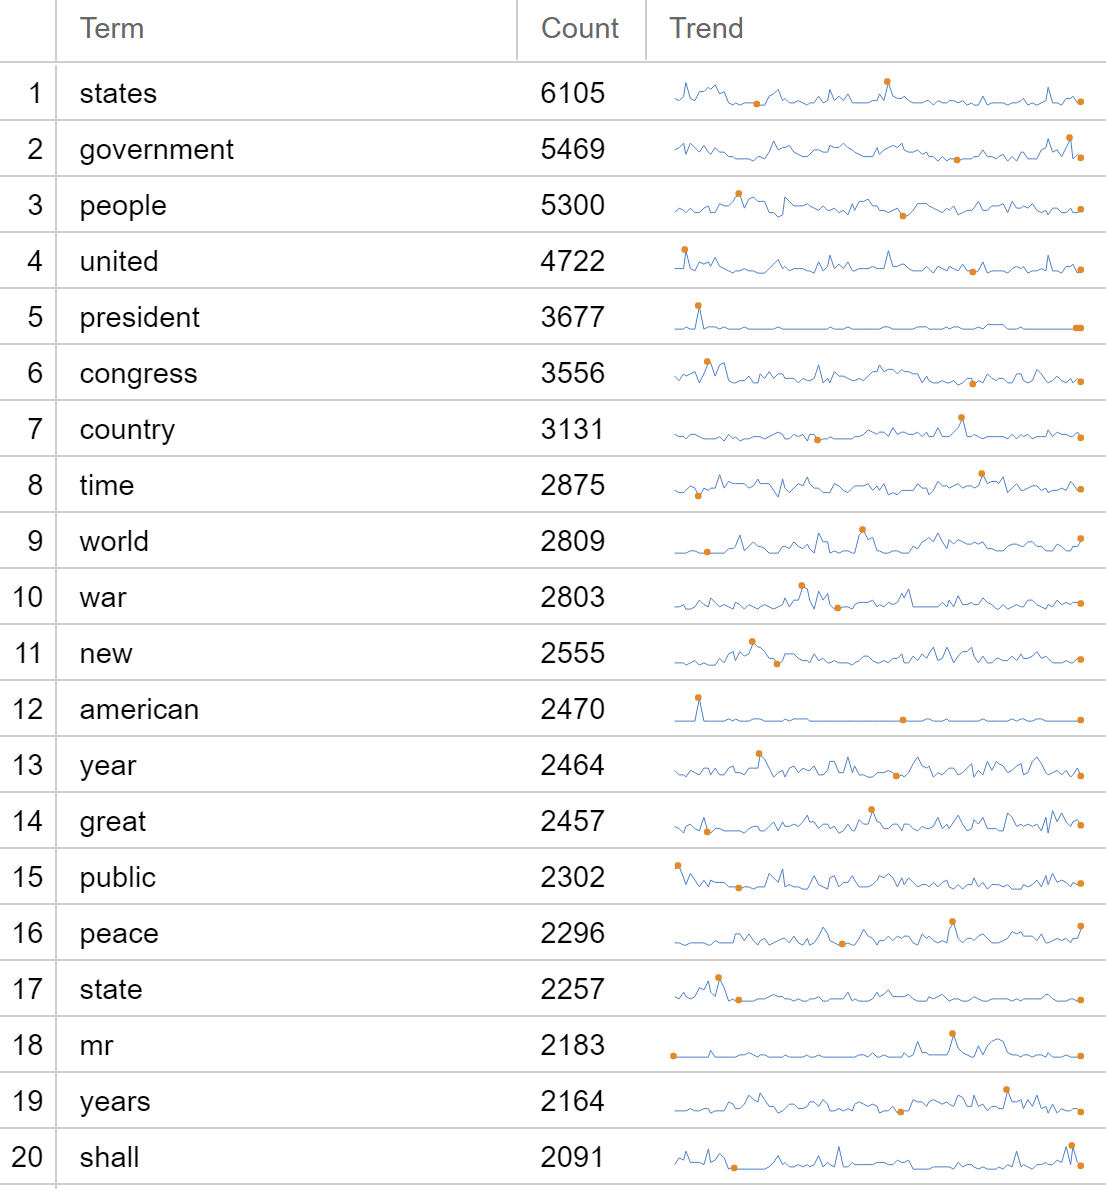 Term Count Trend
1 states 6105
2 government 5469
3 people 5300
4 united 4722
5 president 3677
6 congress 3556
7 country 3131
8 time 2875
9 world 2809
10 war 2803
11 new 2555
12 american 2470
13 year 2464
14 great 2457
15 public 2302
16 peace 2296
17 state 2257
18 mr 2183
19 years 2164
20 shall 2091